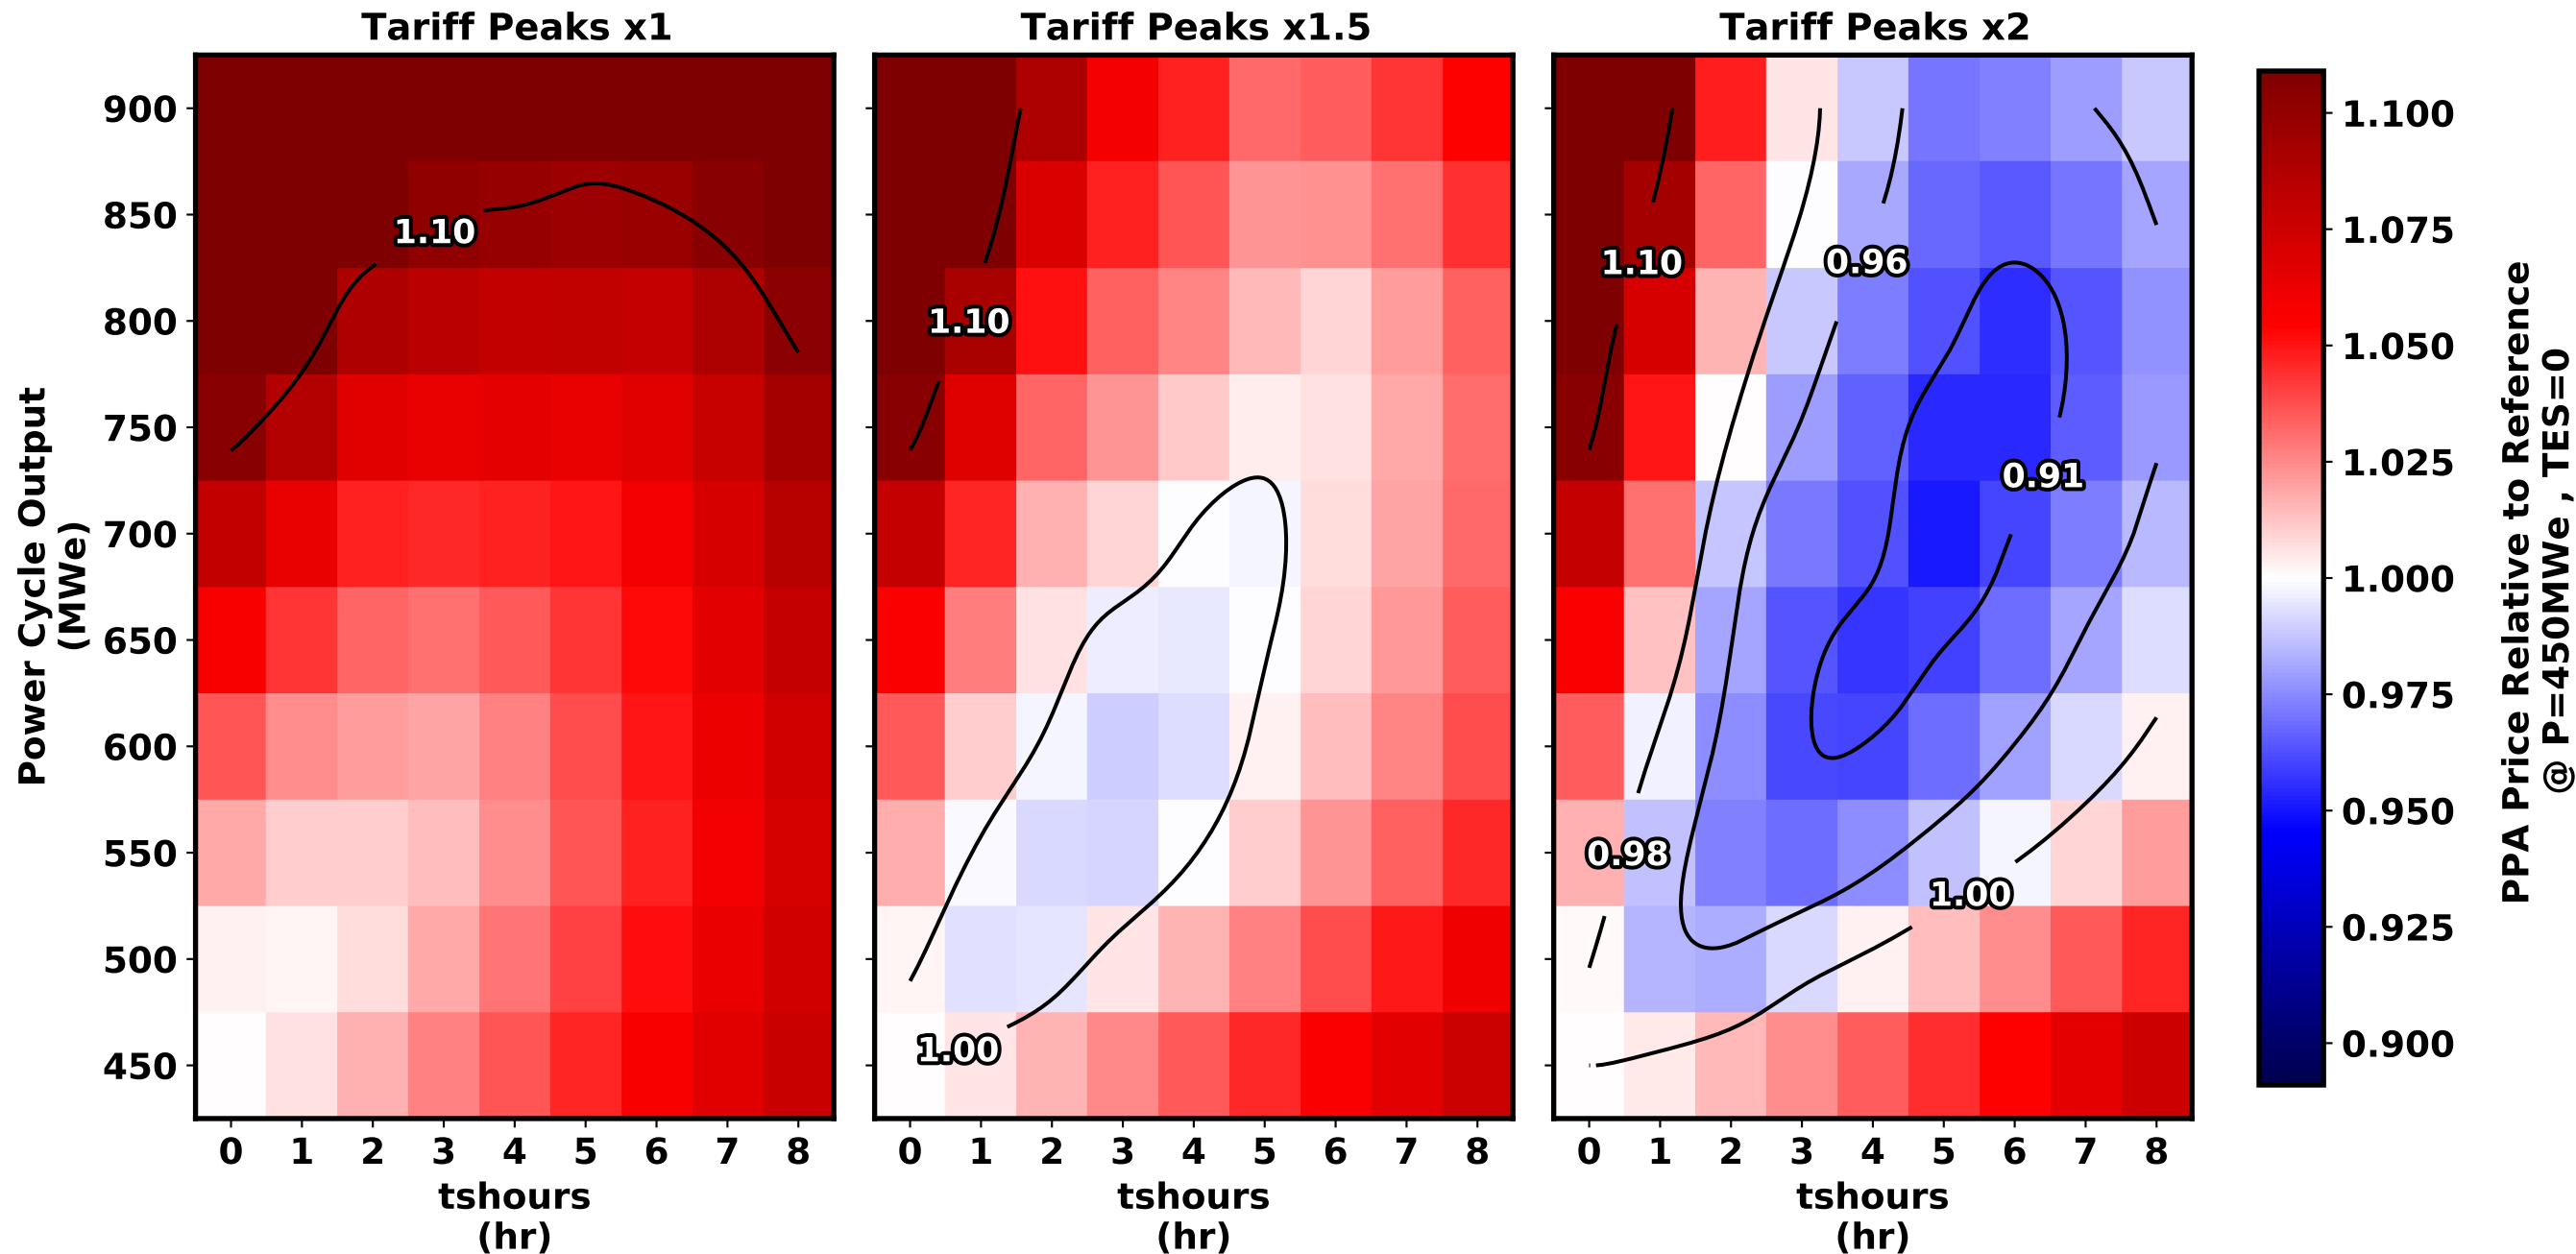 Tariff Peaks x1
Tariff Peaks x1.5
Tariff Peaks x2
Power Cycle Output
(MWe)
900
850
800
750
700
650
600
550
500
450
1.10
1.10
1.00
1.10
0.96
0.91
0.98
1.00
0 1 2 3 4 5 6 7 8
0 1 2 3 4 5 6 7 8
0 1 2 3 4 5 6 7 8
tshours
(hr)
tshours
(hr)
tshours
(hr)
1.100
1.075
1.050
1.025
1.000
0.975
0.950
0.925
0.900
PPA Price Relative to Reference
@ P=450MWe , TES=0